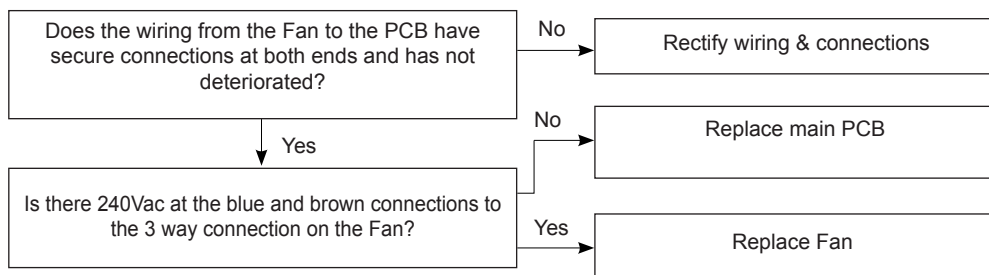 Does the wiring from the Fan to the PCB have
secure connections at both ends and has not
deteriorated?
No
Rectify wiring & connections
Yes
Is there 240Vac at the blue and brown connections to
the 3 way connection on the Fan?
No
Replace main PCB
Yes
Replace Fan